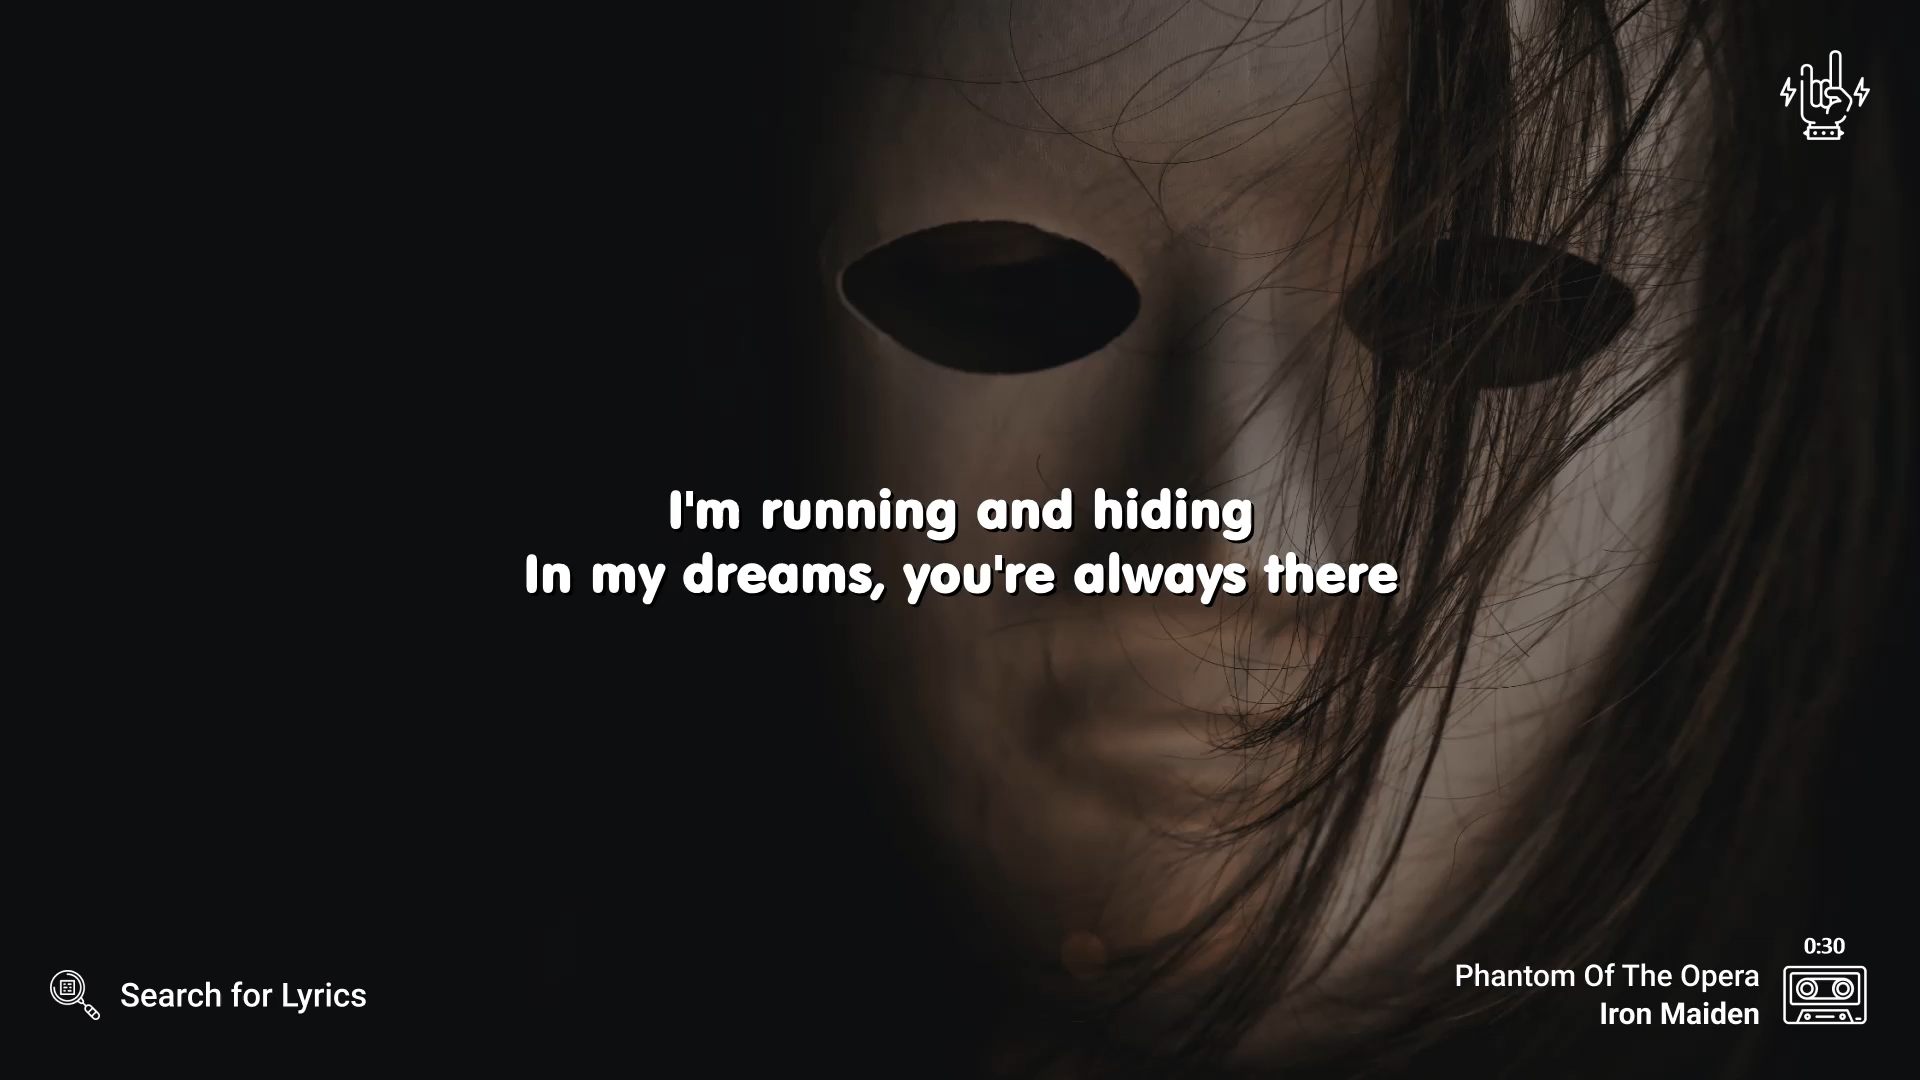 I'm running and hiding
In my dreams, you're always there
Search for Lyrics
0:30
Phantom Of The Opera
Iron Maiden